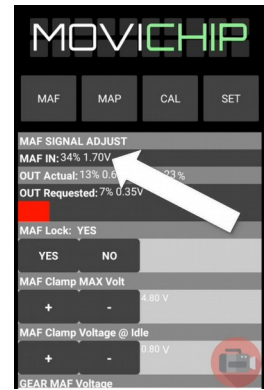 MOVICHIP
MAF MAP CAL SET
MAF SIGNAL ADJUST
MAF IN: 34% 1.70V
OUT Actual: 13% 0.6 23%
OUT Requested: 7% 0.35V
MAF Lock: YES
YES NO
MAF Clamp MAX Volt
+ - 4.80 V
MAF Clamp Voltage @ Idle
+ - 0.80 V
GEAR MAF Voltage